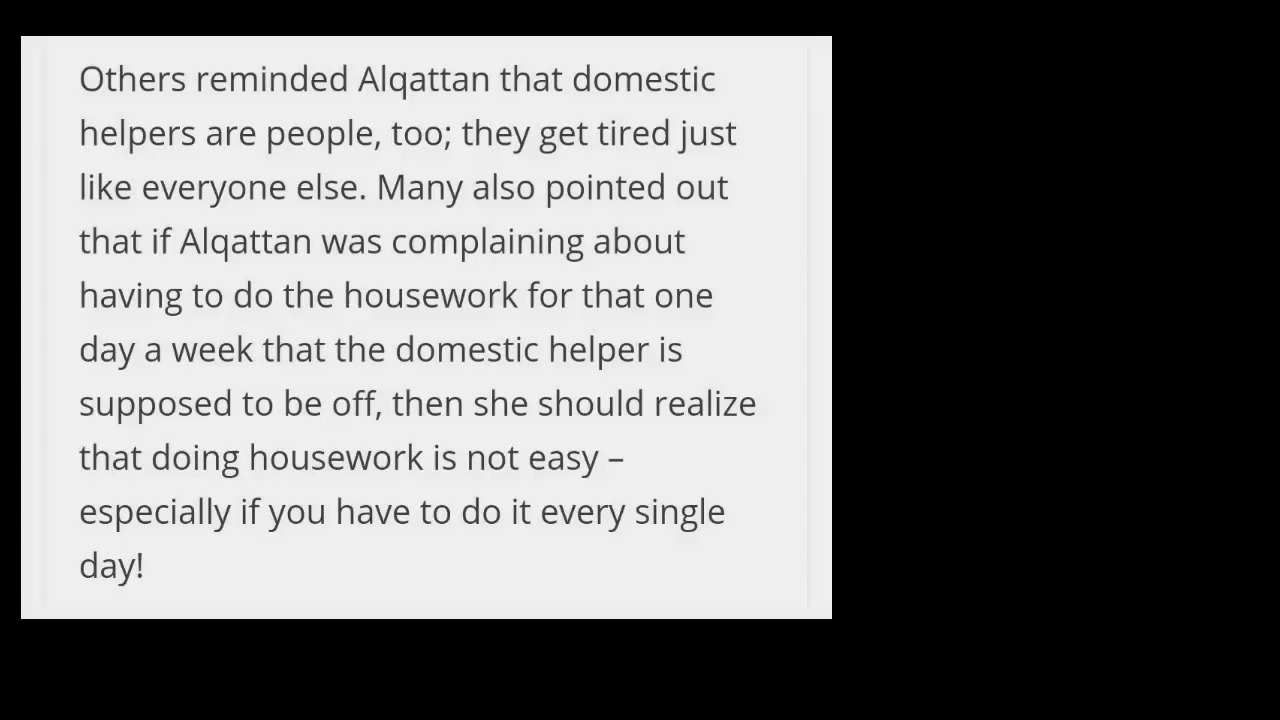 Others reminded Alqattan that domestic
helpers are people, too; they get tired just
like everyone else. Many also pointed out
that if Alqattan was complaining about
having to do the housework for that one
day a week that the domestic helper is
supposed to be off, then she should realize
that doing housework is not easy –
especially if you have to do it every single
day!